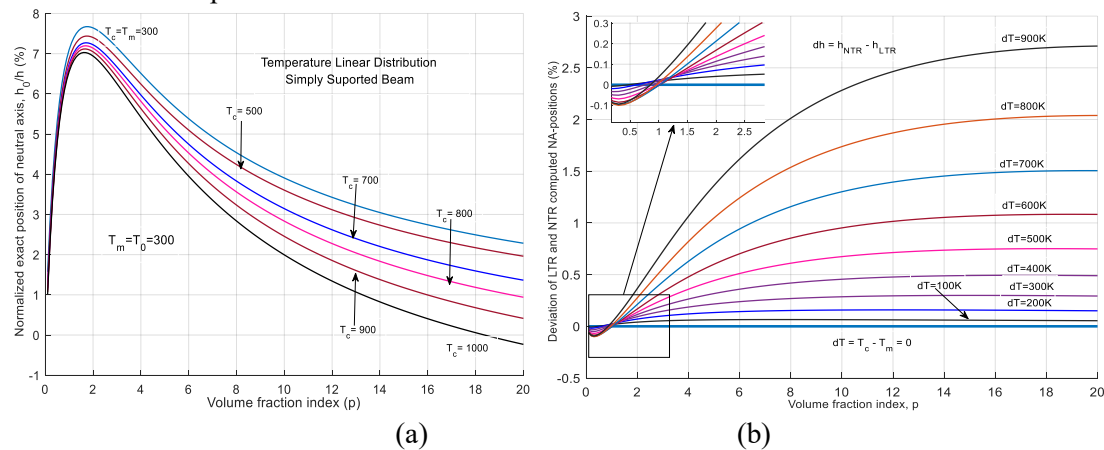 Normalized exact position of neutral axis, h0/h (%)
8
7
6
5
4
3
2
1
0
-1
Tc=Tm=300
Temperature Linear Distribution
Simply Suported Beam
Tc= 500
Tc= 700
Tc= 800
Tm=T0=300
Tc= 900
Tc= 1000
0 2 4 6 8 10 12 14 16 18 20
Volume fraction index (p)
(a)
Deviation of LTR and NTR computed NA-positions (%)
3
2.5
2
1.5
1
0.5
0
-0.5
0.3
0.2
0.1
0
-0.1
0.5 1 1.5 2 2.5
dh = hNTR - hLTR
dT=900K
dT=800K
dT=700K
dT=600K
dT=500K
dT=400K
dT=100K
dT=300K
dT=200K
dT = Tc - Tm = 0
0 2 4 6 8 10 12 14 16 18 20
Volume fraction index, p
(b)